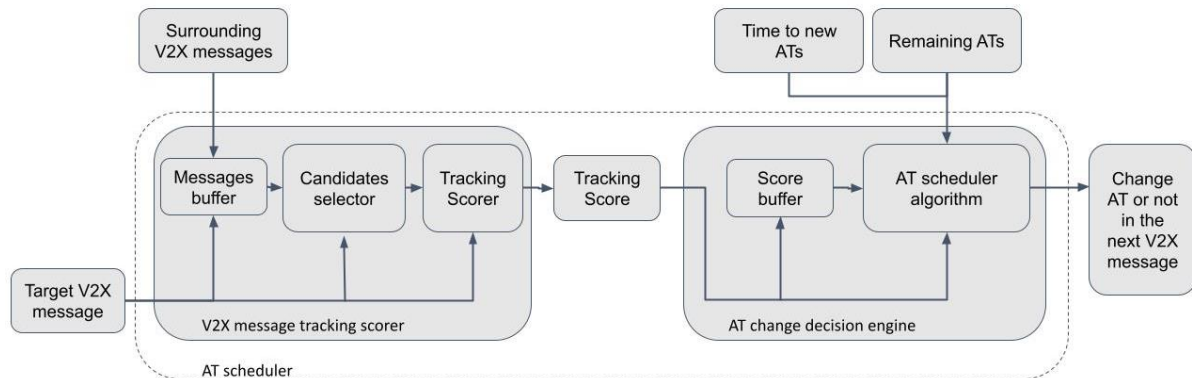 Surrounding
V2X messages
Time to new
ATs
Remaining ATs
Messages
buffer
Candidates
selector
Tracking
Scorer
Tracking
Score
Score
buffer
AT scheduler
algorithm
Change
AT or not
in the
next V2X
message
Target V2X
message
V2X message tracking scorer
AT change decision engine
AT scheduler